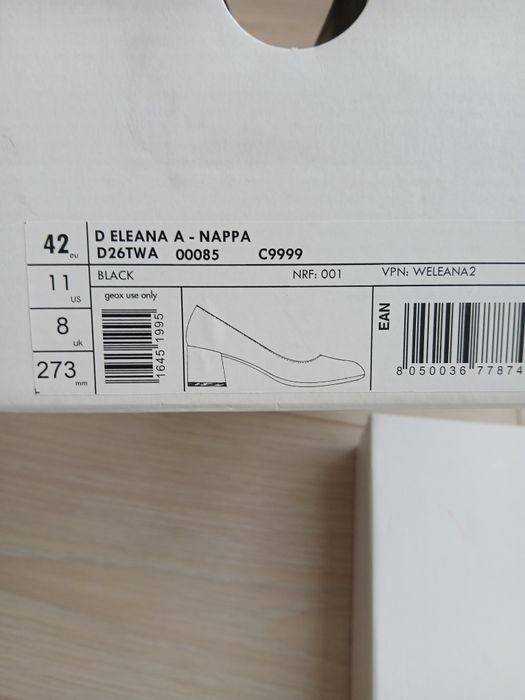 42 eu
D ELEANA A - NAPPA
D26TWA 00085 C9999
11 US
BLACK NRF: 001 VPN: WELEANA2
8 uk
geox use only
1645 1995
EAN
8 050036 77874
273 mm